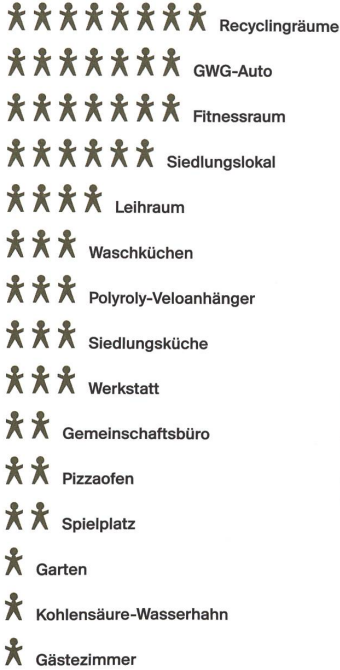 Recyclingräume
GWG-Auto
Fitnessraum
Siedlungslokal
Leihraum
Waschküchen
Polyroly-Veloanhänger
Siedlungsküche
Werkstatt
Gemeinschaftsbüro
Pizzaofen
Spielplatz
Garten
Kohlensäure-Wasserhahn
Gästezimmer